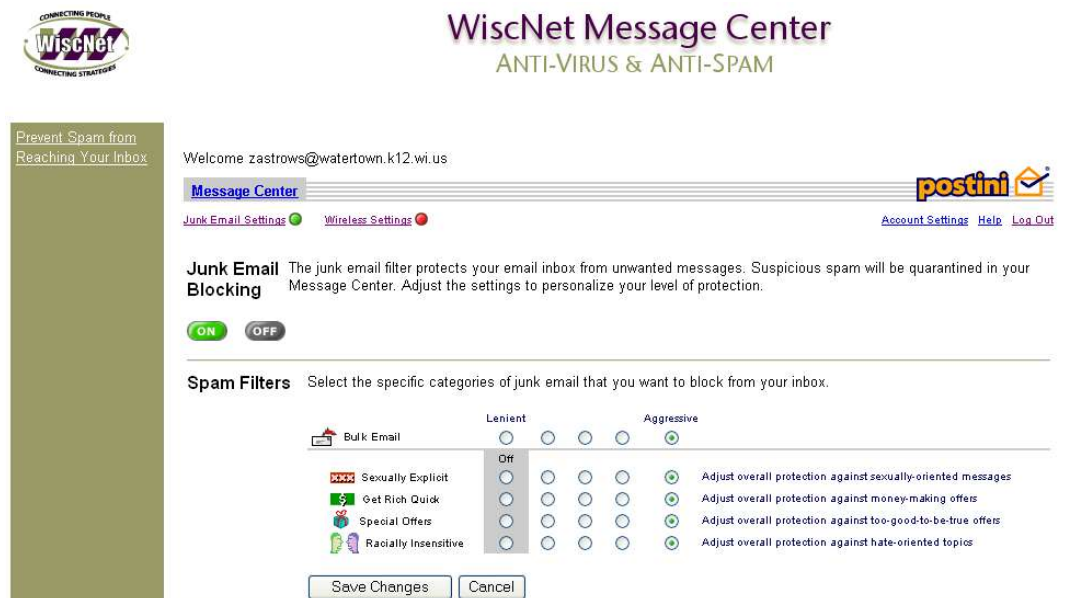 CONNECTING PEOPLE
WiscNet
CONNECTING STRATEGIES
WiscNet Message Center
ANTI-VIRUS & ANTI-SPAM
Prevent Spam from
Reaching Your Inbox
Welcome zastrows@watertown.k12.wi.us
Message Center
postini
Junk Email Settings Wireless Settings Account Settings Help Log Out
Junk Email
Blocking
The junk email filter protects your email inbox from unwanted messages. Suspicious spam will be quarantined in your
Message Center. Adjust the settings to personalize your level of protection.
ON OFF
Spam Filters Select the specific categories of junk email that you want to block from your inbox.
Lenient Aggressive
Bulk Email
Off
XXX Sexually Explicit Adjust overall protection against sexually-oriented messages
$ Get Rich Quick Adjust overall protection against money-making offers
Special Offers Adjust overall protection against too-good-to-be-true offers
Racially Insensitive Adjust overall protection against hate-oriented topics
Save Changes Cancel